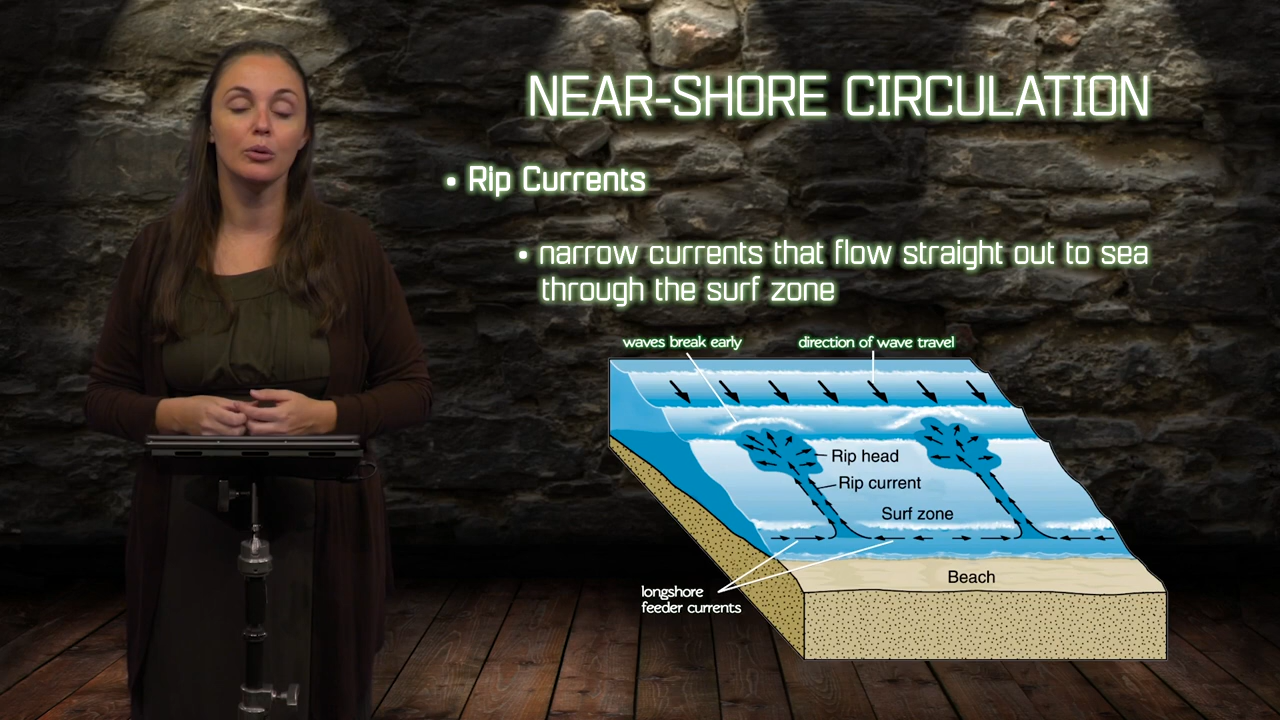 NEAR-SHORE CIRCULATION
• Rip Currents
• narrow currents that flow straight out to sea
through the surf zone
waves break early
direction of wave travel
Rip head
Rip current
Surf zone
Beach
longshore
feeder currents